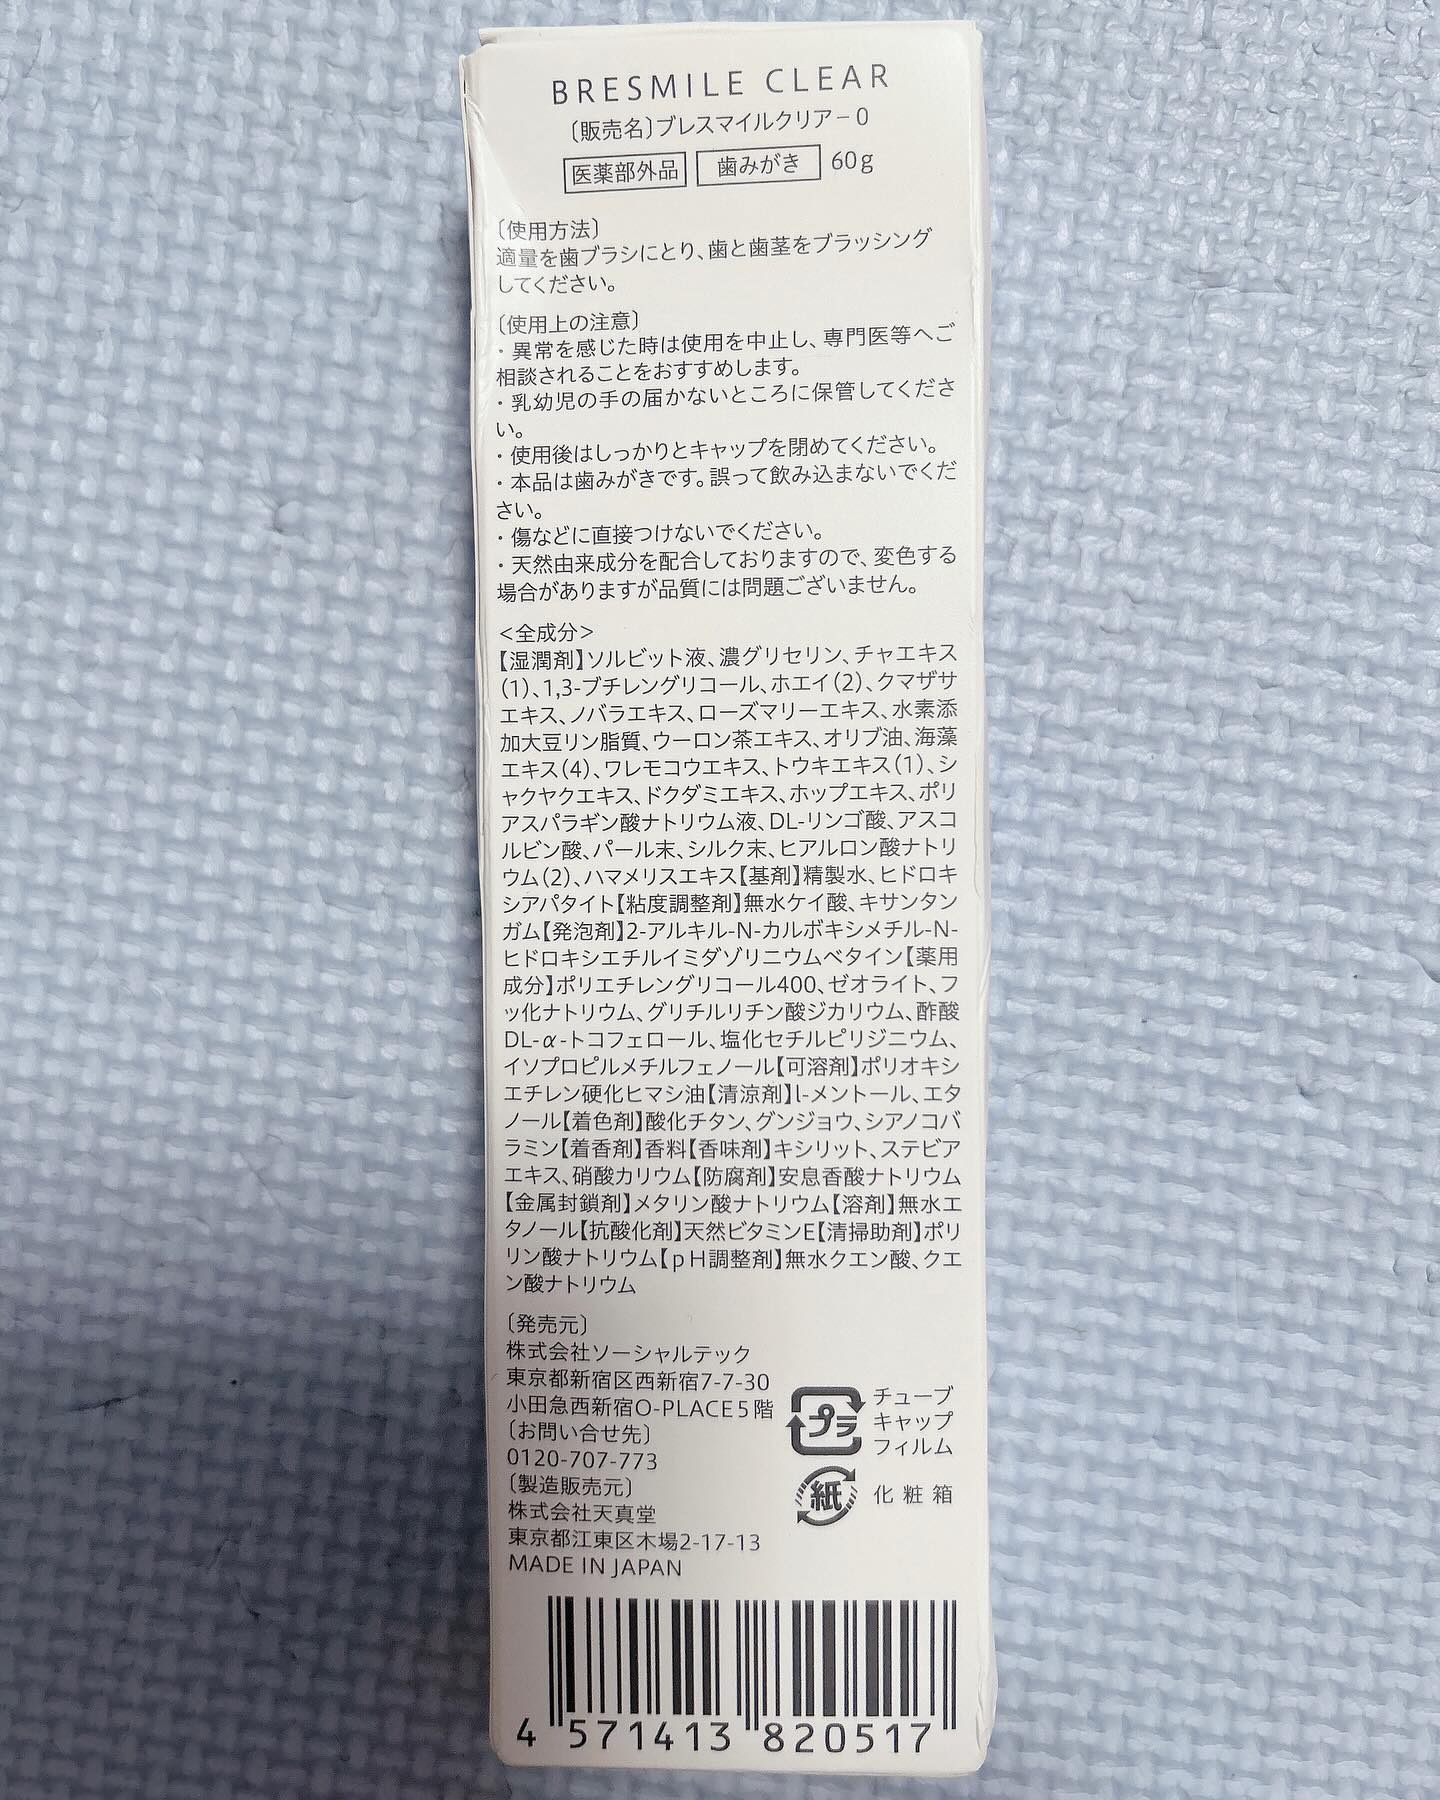 BRESMILE CLEAR
〔販売名〕ブレスマイルクリアー0
医薬部外品 歯みがき 60g
〔使用方法〕
適量を歯ブラシにとり、歯と歯茎をブラッシング
してください。
〔使用上の注意〕
・異常を感じた時は使用を中止し、専門医等へご
相談されることをおすすめします。
・乳幼児の手の届かないところに保管してくださ
い。
・使用後はしっかりとキャップを閉めてください。
・本品は歯みがきです。誤って飲み込まないでくだ
さい。
・傷などに直接つけないでください。
・天然由来成分を配合しておりますので、変色する
場合がありますが品質には問題ございません。
＜全成分＞
【湿潤剤】ソルビット液、濃グリセリン、チャエキス
(1)、1,3-ブチレングリコール、ホエイ(2)、クマザサ
エキス、ノバラエキス、ローズマリーエキス、水素添
加大豆リン脂質、ウーロン茶エキス、オリブ油、海藻
エキス(4)、ワレモコウエキス、トウキエキス(1)、シ
ャクヤクエキス、ドクダミエキス、ホップエキス、ポリ
アスパラギン酸ナトリウム液、DL-リンゴ酸、アスコ
ルビン酸、パール末、シルク末、ヒアルロン酸ナトリ
ウム(2)、ハマメリスエキス【基剤】精製水、ヒドロキ
シアパタイト【粘度調整剤】無水ケイ酸、キサンタン
ガム【発泡剤】2-アルキル-N-カルボキシメチル-N-
ヒドロキシエチルイミダゾリニウムベタイン【薬用
成分】ポリエチレングリコール400、ゼオライト、フ
ッ化ナトリウム、グリチルリチン酸ジカリウム、酢酸
DL-α-トコフェロール、塩化セチルピリジニウム、
イソプロピルメチルフェノール【可溶剤】ポリオキシ
エチレン硬化ヒマシ油【清涼剤】l-メントール、エタ
ノール【着色剤】酸化チタン、グンジョウ、シアノコバ
ラミン【着香剤】香料【香味剤】キシリット、ステビア
エキス、硝酸カリウム【防腐剤】安息香酸ナトリウム
【金属封鎖剤】メタリン酸ナトリウム【溶剤】無水エ
タノール【抗酸化剤】天然ビタミンE【清掃助剤】ポリ
リン酸ナトリウム【pH調整剤】無水クエン酸、クエ
ン酸ナトリウム
〔発売元〕
株式会社ソーシャルテック
東京都新宿区西新宿7-7-30
小田急西新宿O-PLACE5階
〔お問い合せ先〕
0120-707-773
〔製造販売元〕
株式会社天真堂
東京都江東区木場2-17-13
MADE IN JAPAN
プラ
チューブ
キャップ
フィルム
紙
化粧箱
4 571413 820517